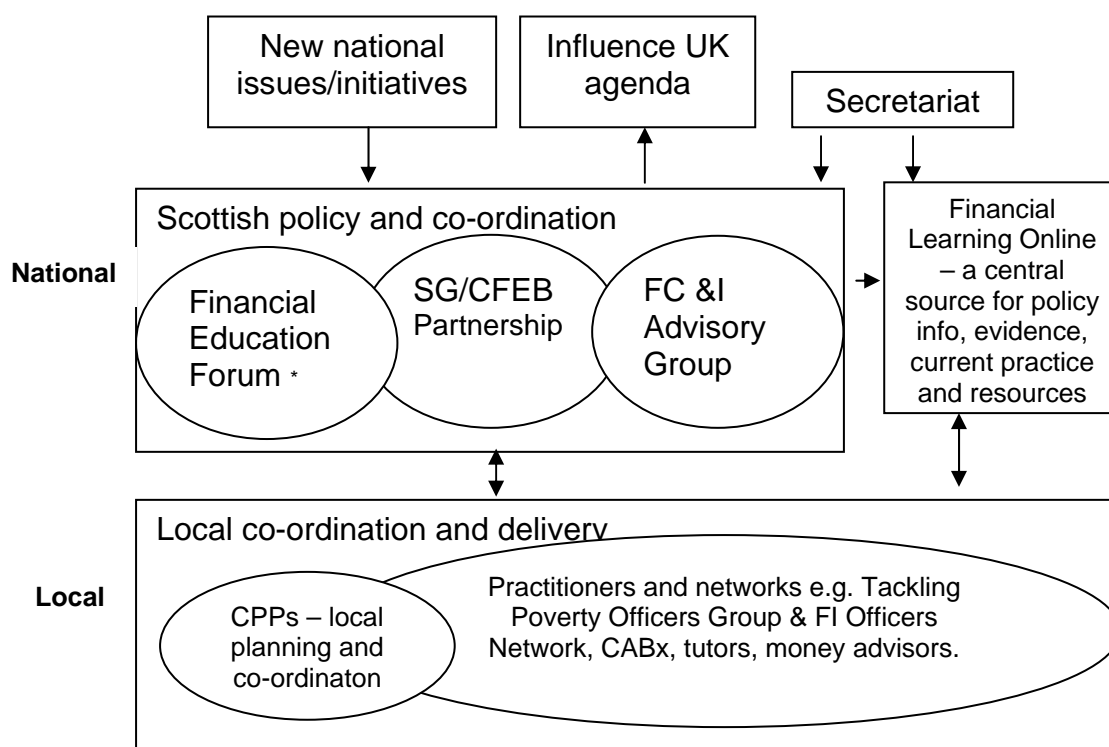 New national
issues/initiatives
Influence UK
agenda
Secretariat
Scottish policy and co-ordination
National
Financial
Education
Forum *
SG/CFEB
Partnership
FC &I
Advisory
Group
Financial
Learning Online
– a central
source for policy
info, evidence,
current practice
and resources
Local co-ordination and delivery
Local
CPPs – local
planning and
co-ordinaton
Practitioners and networks e.g. Tackling
Poverty Officers Group & FI Officers
Network, CABx, tutors, money advisors.